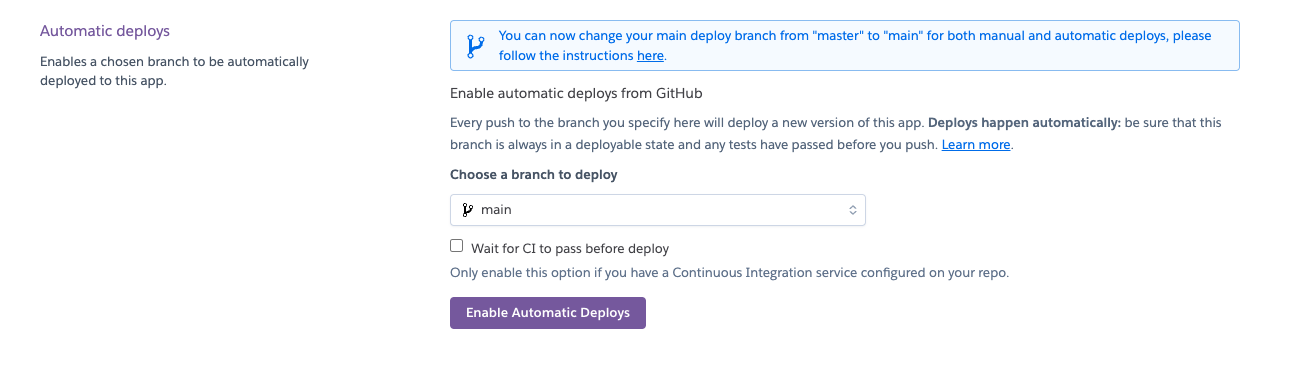 Automatic deploys
Enables a chosen branch to be automatically
deployed to this app.
You can now change your main deploy branch from "master" to "main" for both manual and automatic deploys, please
follow the instructions here.
Enable automatic deploys from GitHub
Every push to the branch you specify here will deploy a new version of this app. Deploys happen automatically: be sure that this
branch is always in a deployable state and any tests have passed before you push. Learn more.
Choose a branch to deploy
main
Wait for CI to pass before deploy
Only enable this option if you have a Continuous Integration service configured on your repo.
Enable Automatic Deploys